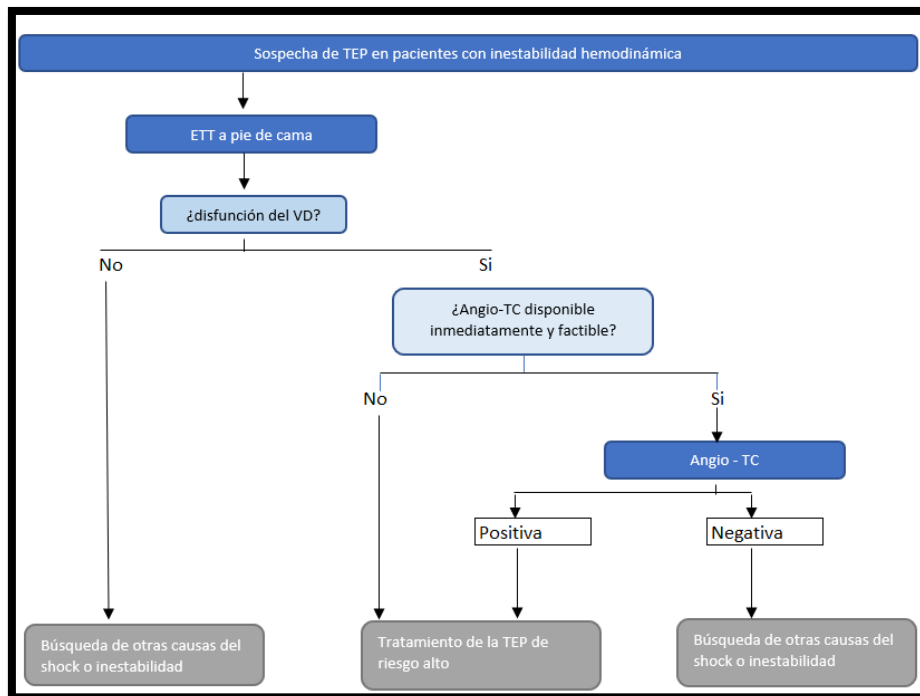 Sospecha de TEP en pacientes con inestabilidad hemodinámica
ETT a pie de cama
¿disfunción del VD?
No
Si
¿Angio-TC disponible
inmediatamente y factible?
No
Si
Angio - TC
Positiva
Negativa
Búsqueda de otras causas del
shock o inestabilidad
Tratamiento de la TEP de
riesgo alto
Búsqueda de otras causas del
shock o inestabilidad